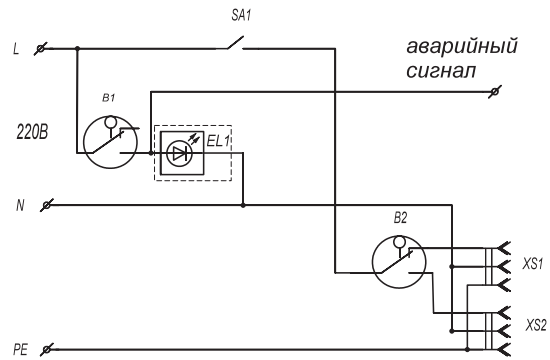 SA1
L
аварийный
сигнал
B1
220В
EL1
N
B2
XS1
XS2
PE